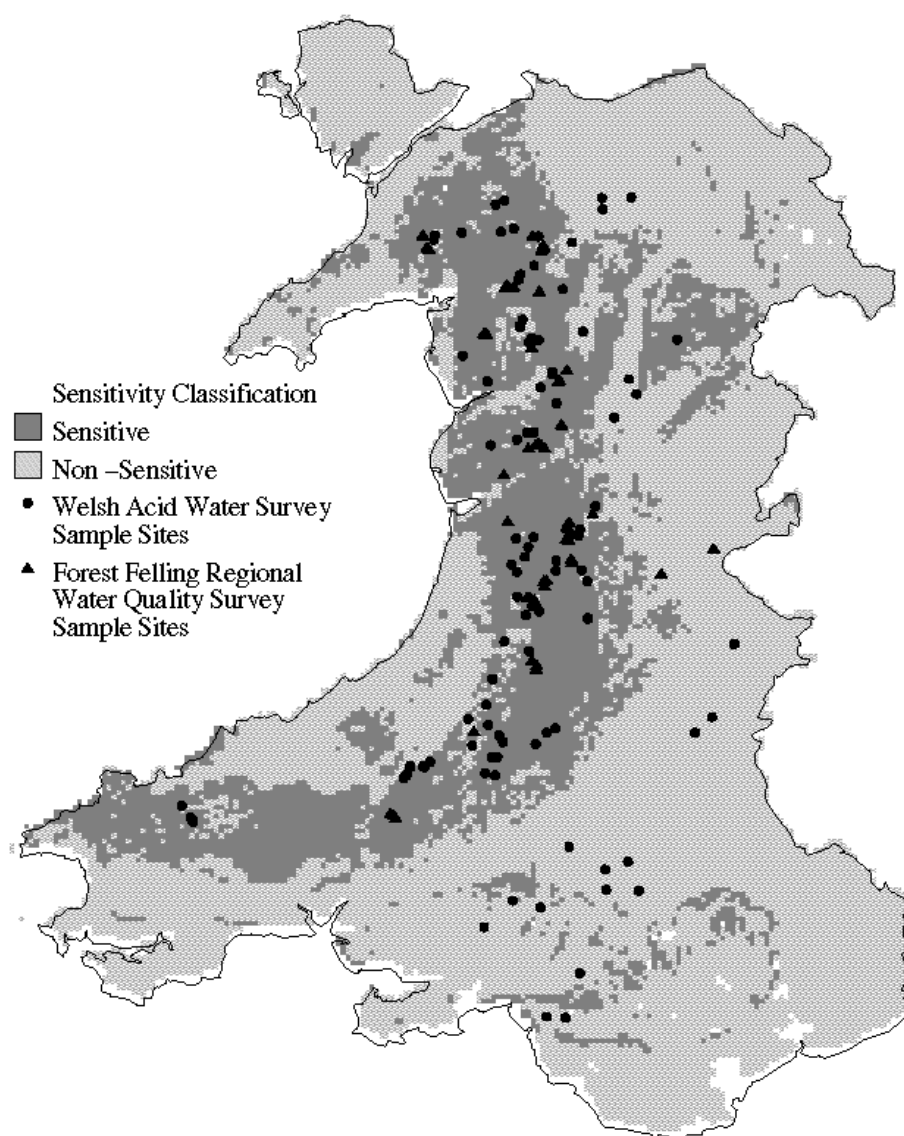 Sensitivity Classification
Sensitive
Non –Sensitive
Welsh Acid Water Survey
Sample Sites
Forest Felling Regional
Water Quality Survey
Sample Sites